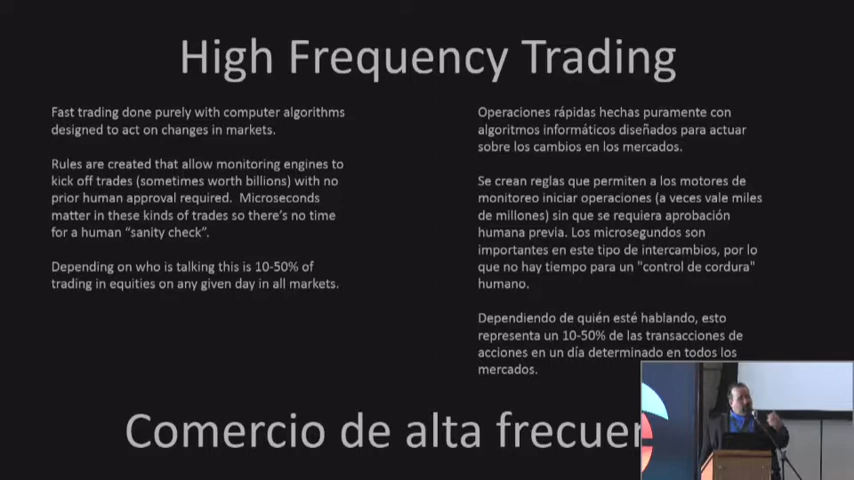 High Frequency Trading
Fast trading done purely with computer algorithms
designed to act on changes in markets.
Rules are created that allow monitoring engines to
kick off trades (sometimes worth billions) with no
prior human approval required.  Microseconds
matter in these kinds of trades so there's no time
for a human “sanity check”.
Depending on who is talking this is 10-50% of
trading in equities on any given day in all markets.
Operaciones rápidas hechas puramente con
algoritmos informáticos diseñados para actuar
sobre los cambios en los mercados.
Se crean reglas que permiten a los motores de
monitoreo iniciar operaciones (a veces vale miles
de millones) sin que se requiera aprobación
humana previa. Los microsegundos son
importantes en este tipo de intercambios, por lo
que no hay tiempo para un "control de cordura"
humano.
Dependiendo de quién esté hablando, esto
representa un 10-50% de las transacciones de
acciones en un día determinado en todos los
mercados.
Comercio de alta